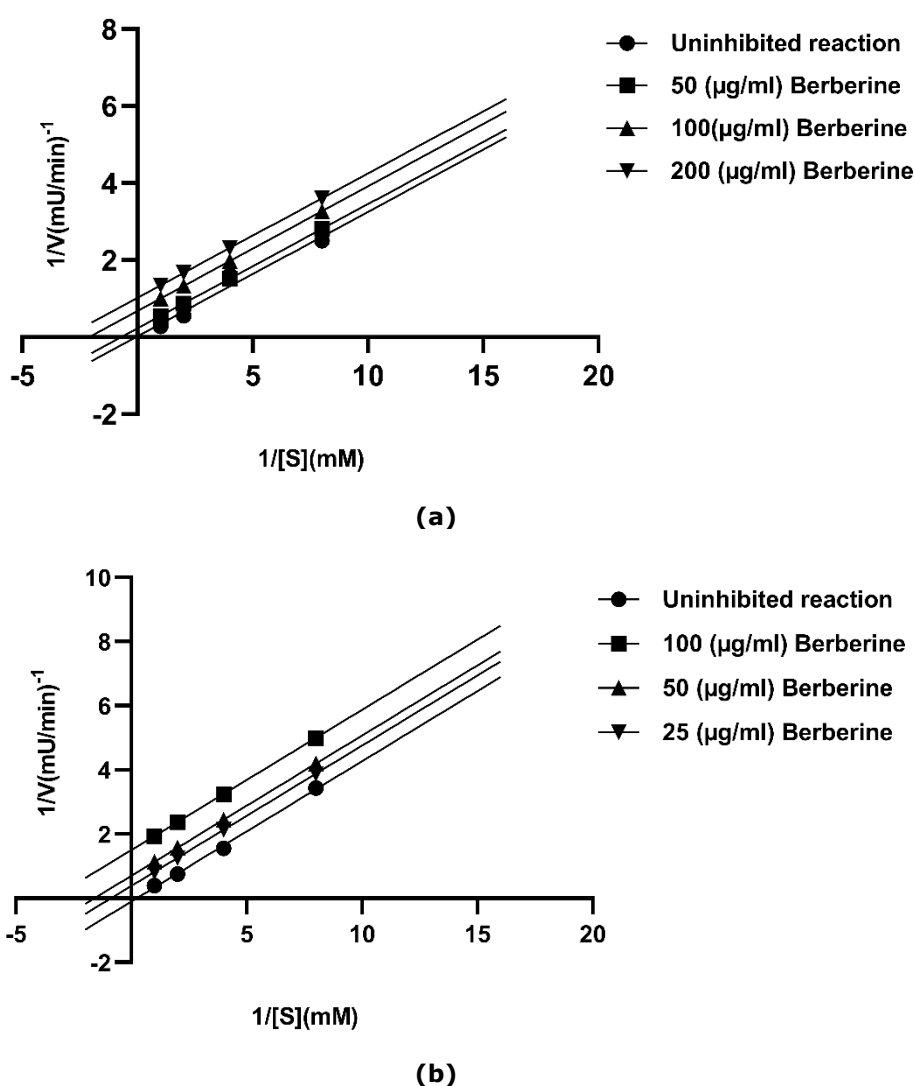 8
6
4
2
-2
-5
5
10
15
20
1/V(mU/min)-1
1/[S](mM)
Uninhibited reaction
50 (µg/ml) Berberine
100(µg/ml) Berberine
200 (µg/ml) Berberine
(a)
10
8
6
4
2
-2
-5
5
10
15
20
1/V(mU/min)-1
1/[S](mM)
Uninhibited reaction
100 (µg/ml) Berberine
50 (µg/ml) Berberine
25 (µg/ml) Berberine
(b)